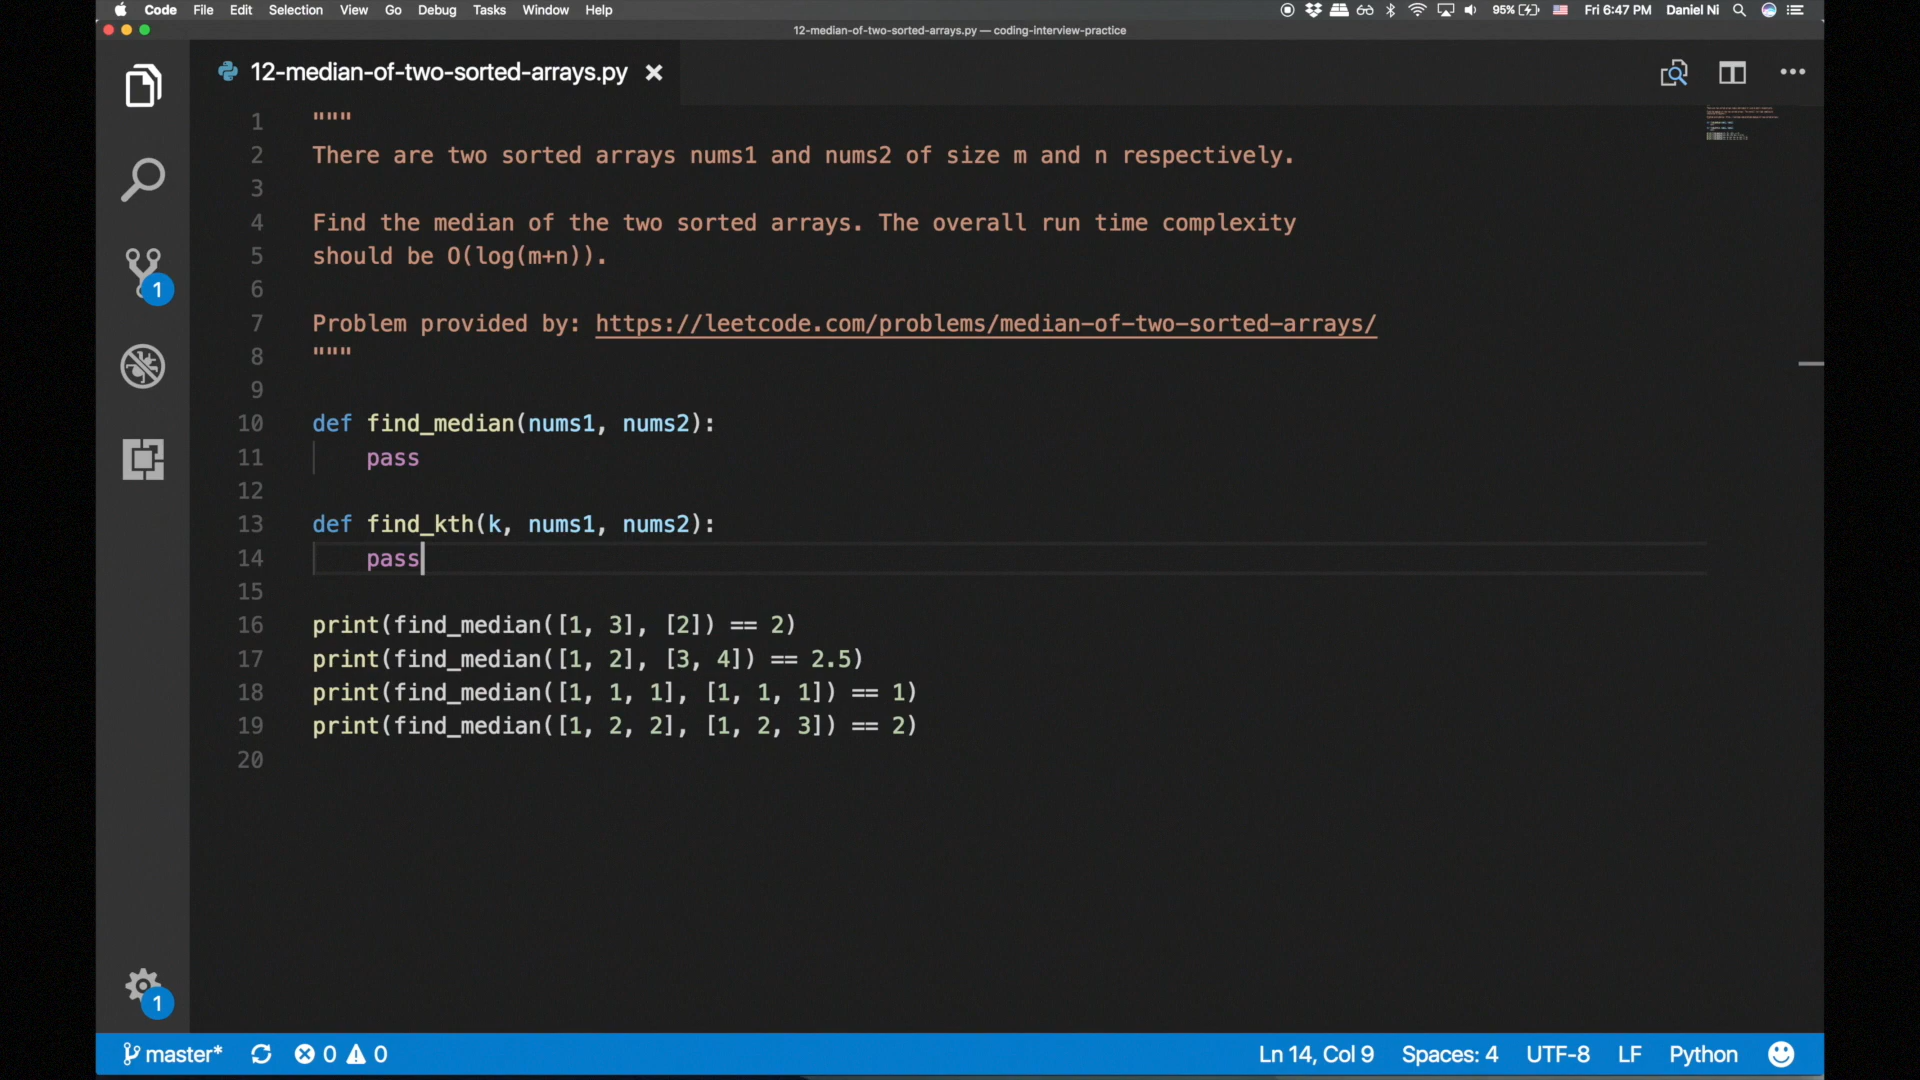 Code File Edit Selection View Go Debug Tasks Window Help 95% Fri 6:47 PM Daniel Ni
12-median-of-two-sorted-arrays.py — coding-interview-practice
12-median-of-two-sorted-arrays.py
1 """
2 There are two sorted arrays nums1 and nums2 of size m and n respectively.
3
4 Find the median of the two sorted arrays. The overall run time complexity
5 should be O(log(m+n)).
6
7 Problem provided by: https://leetcode.com/problems/median-of-two-sorted-arrays/
8 """
9
10 def find_median(nums1, nums2):
11     pass
12
13 def find_kth(k, nums1, nums2):
14     pass
15
16 print(find_median([1, 3], [2]) == 2)
17 print(find_median([1, 2], [3, 4]) == 2.5)
18 print(find_median([1, 1, 1], [1, 1, 1]) == 1)
19 print(find_median([1, 2, 2], [1, 2, 3]) == 2)
20
1
1
master* 0 0 Ln 14, Col 9 Spaces: 4 UTF-8 LF Python